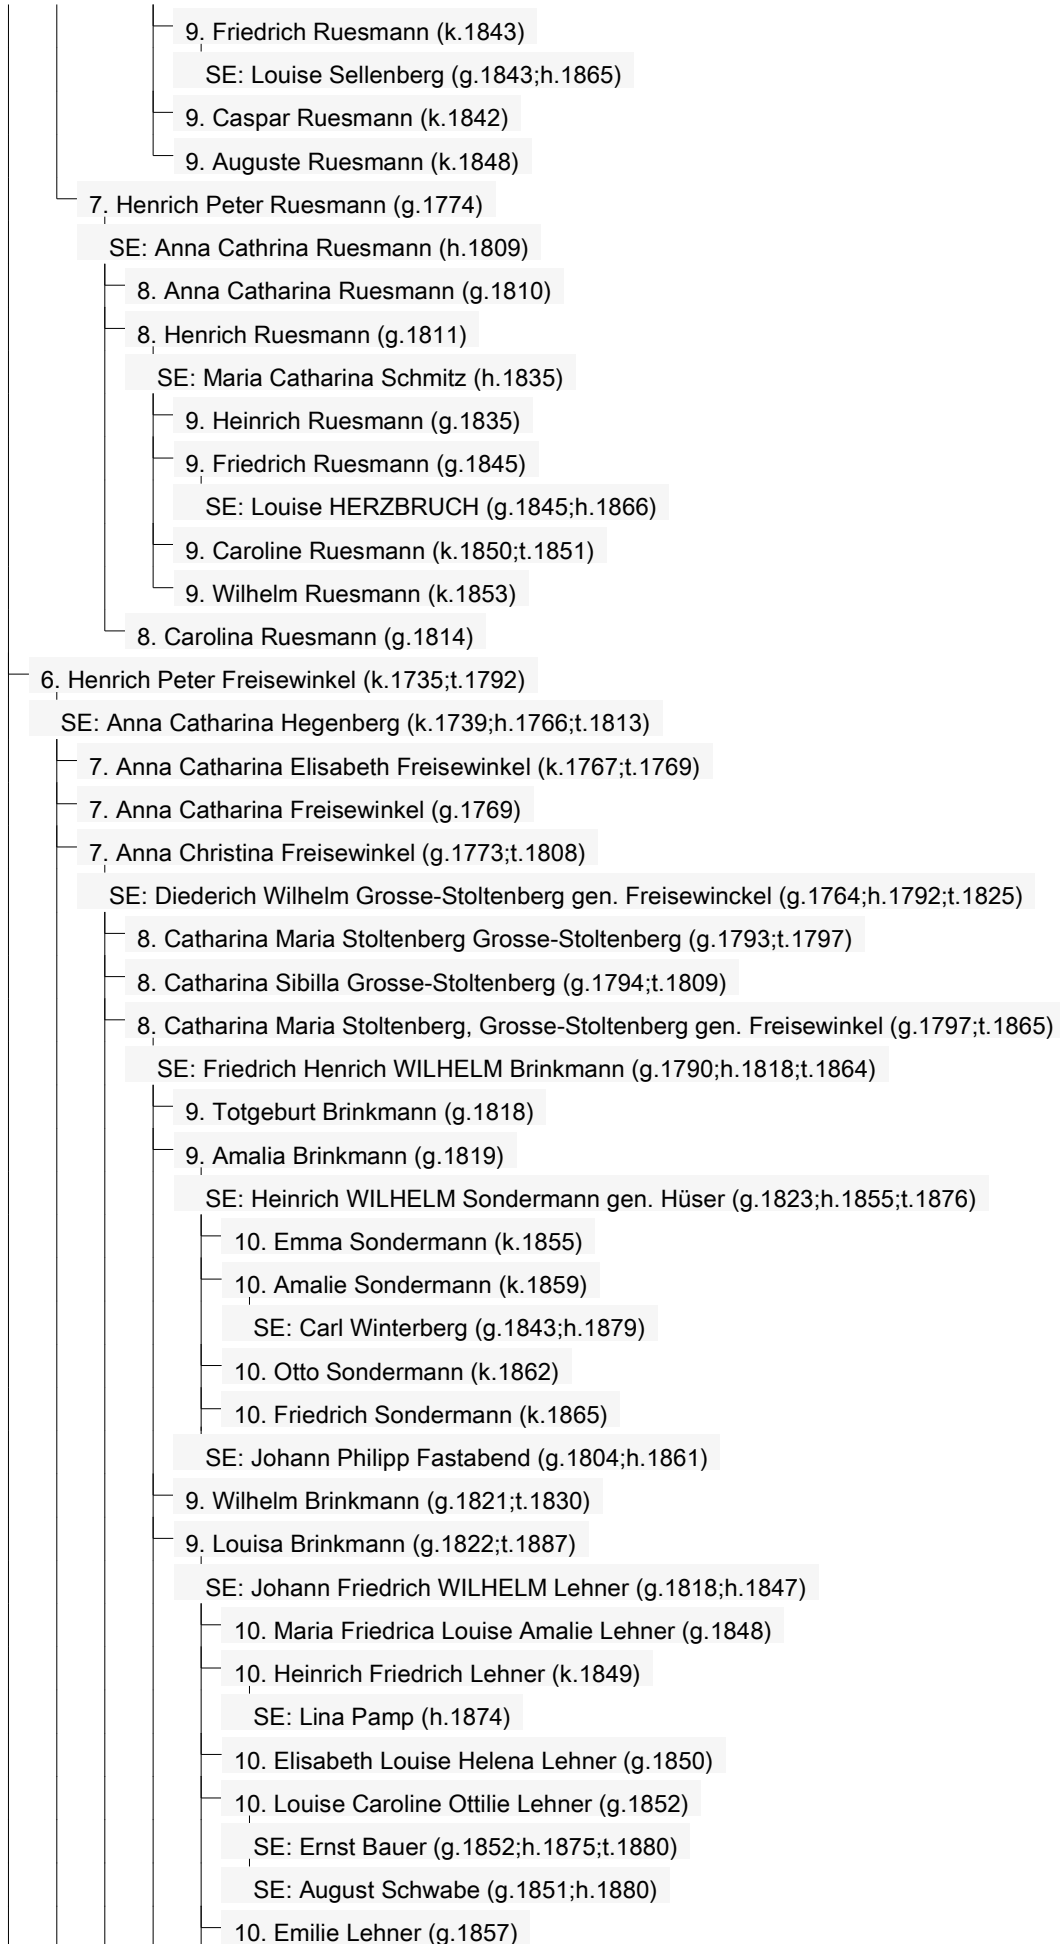 9. Friedrich Ruesmann (k.1843)
SE: Louise Sellenberg (g.1843;h.1865)
9. Caspar Ruesmann (k.1842)
9. Auguste Ruesmann (k.1848)
7. Henrich Peter Ruesmann (g.1774)
SE: Anna Cathrina Ruesmann (h.1809)
8. Anna Catharina Ruesmann (g.1810)
8. Henrich Ruesmann (g.1811)
SE: Maria Catharina Schmitz (h.1835)
9. Heinrich Ruesmann (g.1835)
9. Friedrich Ruesmann (g.1845)
SE: Louise HERZBRUCH (g.1845;h.1866)
9. Caroline Ruesmann (k.1850;t.1851)
9. Wilhelm Ruesmann (k.1853)
8. Carolina Ruesmann (g.1814)
6. Henrich Peter Freisewinkel (k.1735;t.1792)
SE: Anna Catharina Hegenberg (k.1739;h.1766;t.1813)
7. Anna Catharina Elisabeth Freisewinkel (k.1767;t.1769)
7. Anna Catharina Freisewinkel (g.1769)
7. Anna Christina Freisewinkel (g.1773;t.1808)
SE: Diederich Wilhelm Grosse-Stoltenberg gen. Freisewinckel (g.1764;h.1792;t.1825)
8. Catharina Maria Stoltenberg Grosse-Stoltenberg (g.1793;t.1797)
8. Catharina Sibilla Grosse-Stoltenberg (g.1794;t.1809)
8. Catharina Maria Stoltenberg, Grosse-Stoltenberg gen. Freisewinkel (g.1797;t.1865)
SE: Friedrich Henrich WILHELM Brinkmann (g.1790;h.1818;t.1864)
9. Totgeburt Brinkmann (g.1818)
9. Amalia Brinkmann (g.1819)
SE: Heinrich WILHELM Sondermann gen. Hüser (g.1823;h.1855;t.1876)
10. Emma Sondermann (k.1855)
10. Amalie Sondermann (k.1859)
SE: Carl Winterberg (g.1843;h.1879)
10. Otto Sondermann (k.1862)
10. Friedrich Sondermann (k.1865)
SE: Johann Philipp Fastabend (g.1804;h.1861)
9. Wilhelm Brinkmann (g.1821;t.1830)
9. Louisa Brinkmann (g.1822;t.1887)
SE: Johann Friedrich WILHELM Lehner (g.1818;h.1847)
10. Maria Friedrica Louise Amalie Lehner (g.1848)
10. Heinrich Friedrich Lehner (k.1849)
SE: Lina Pamp (h.1874)
10. Elisabeth Louise Helena Lehner (g.1850)
10. Louise Caroline Ottilie Lehner (g.1852)
SE: Ernst Bauer (g.1852;h.1875;t.1880)
SE: August Schwabe (g.1851;h.1880)
10. Emilie Lehner (g.1857)